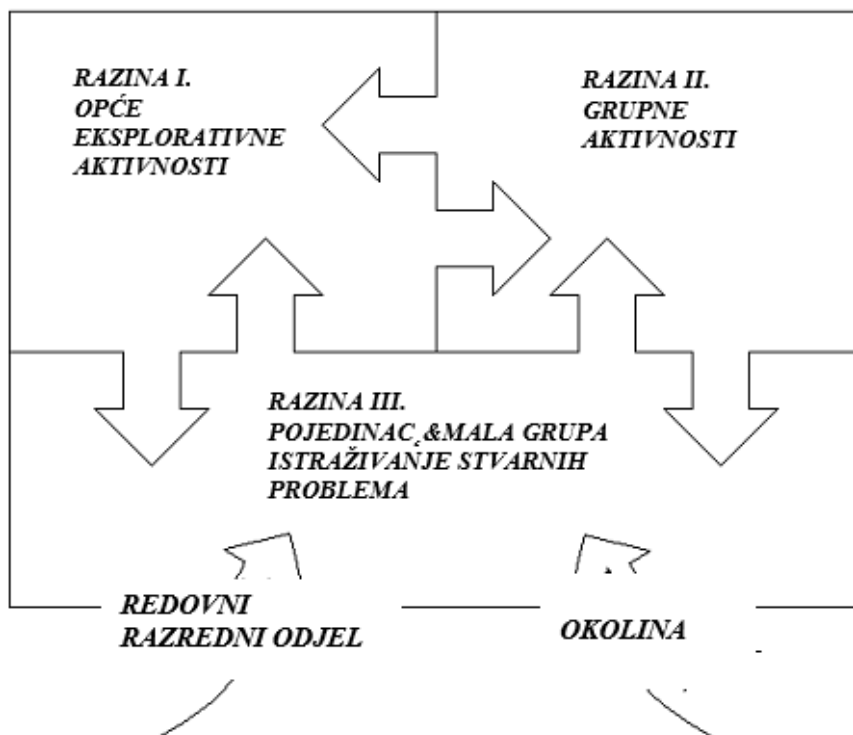 RAZINA I.
OPĆE
EKSPLORATIVNE
AKTIVNOSTI
RAZINA II.
GRUPNE
AKTIVNOSTI
RAZINA III.
POJEDINAC¸&MALA GRUPA
ISTRAŽIVANJE STVARNIH
PROBLEMA
REDOVNI
RAZREDNI ODJEL
OKOLINA